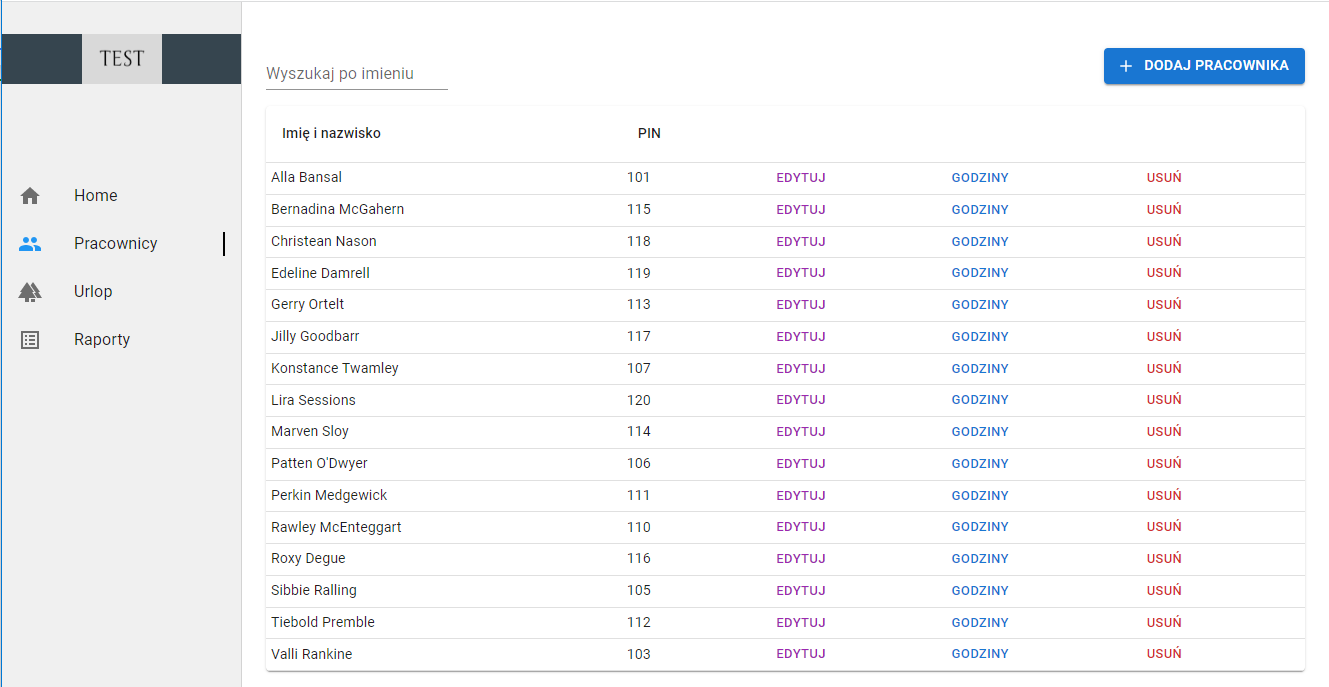 TEST
Wyszukaj po imieniu
DODAJ PRACOWNIKA
Home
Pracownicy
Urlop
Raporty
Imię i nazwisko PIN
Alla Bansal 101 EDYTUJ GODZINY USUŃ
Bernadina McGahern 115 EDYTUJ GODZINY USUŃ
Christean Nason 118 EDYTUJ GODZINY USUŃ
Edeline Damrell 119 EDYTUJ GODZINY USUŃ
Gerry Ortelt 113 EDYTUJ GODZINY USUŃ
Jilly Goodbarr 117 EDYTUJ GODZINY USUŃ
Konstance Twamley 107 EDYTUJ GODZINY USUŃ
Lira Sessions 120 EDYTUJ GODZINY USUŃ
Marven Sloy 114 EDYTUJ GODZINY USUŃ
Patten O'Dwyer 106 EDYTUJ GODZINY USUŃ
Perkin Medgewick 111 EDYTUJ GODZINY USUŃ
Rawley McEnteggart 110 EDYTUJ GODZINY USUŃ
Roxy Degue 116 EDYTUJ GODZINY USUŃ
Sibbie Ralling 105 EDYTUJ GODZINY USUŃ
Tiebold Premble 112 EDYTUJ GODZINY USUŃ
Valli Rankine 103 EDYTUJ GODZINY USUŃ